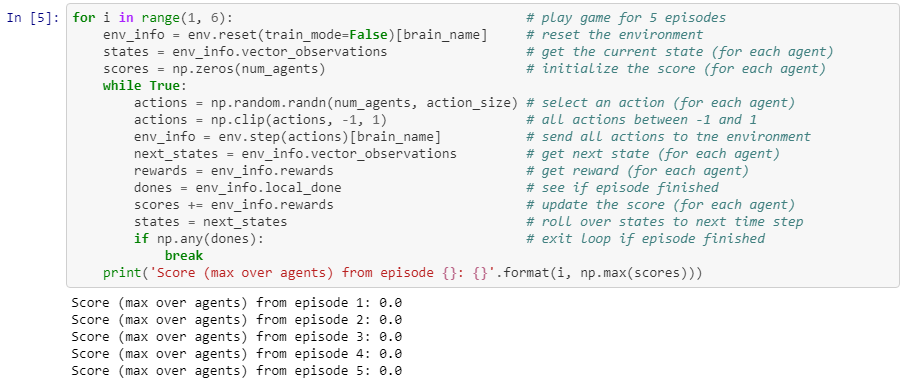 In [5]: for i in range(1, 6): # play game for 5 episodes
env_info = env.reset(train_mode=False)[brain_name] # reset the environment
states = env_info.vector_observations # get the current state (for each agent)
scores = np.zeros(num_agents) # initialize the score (for each agent)
while True:
actions = np.random.randn(num_agents, action_size) # select an action (for each agent)
actions = np.clip(actions, -1, 1) # all actions between -1 and 1
env_info = env.step(actions)[brain_name] # send all actions to tne environment
next_states = env_info.vector_observations # get next state (for each agent)
rewards = env_info.rewards # get reward (for each agent)
dones = env_info.local_done # see if episode finished
scores += env_info.rewards # update the score (for each agent)
states = next_states # roll over states to next time step
if np.any(dones): # exit loop if episode finished
break
print('Score (max over agents) from episode {}: {}'.format(i, np.max(scores)))
Score (max over agents) from episode 1: 0.0
Score (max over agents) from episode 2: 0.0
Score (max over agents) from episode 3: 0.0
Score (max over agents) from episode 4: 0.0
Score (max over agents) from episode 5: 0.0